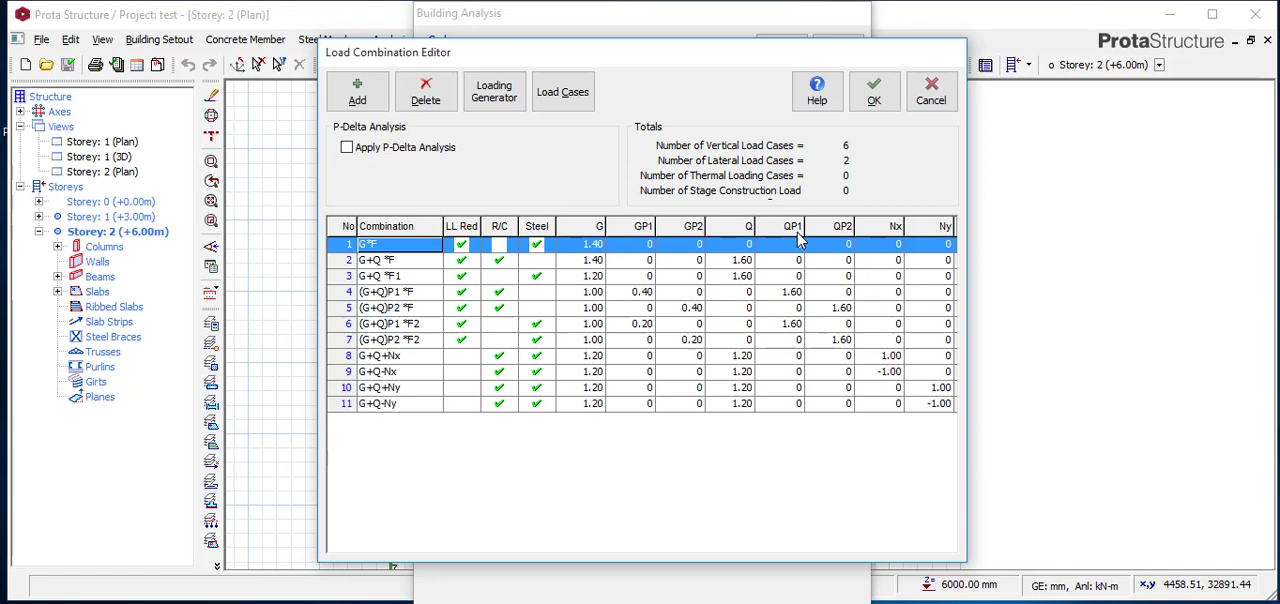 Prota Structure / Project: test - [Storey: 2 (Plan)]
Building Analysis
File Edit View Building Setout Concrete Member
ProtaStructure
Storey: 2 (+6.00m)
Load Combination Editor
Add
Delete
Loading Generator
Load Cases
Help
OK
Cancel
P-Delta Analysis
Apply P-Delta Analysis
Totals
Number of Vertical Load Cases = 6
Number of Lateral Load Cases = 2
Number of Thermal Loading Cases = 0
Number of Stage Construction Load 0
No Combination LL Red R/C Steel G GP1 GP2 Q QP1 QP2 Nx Ny
1 G*F 1.40 0 0 0 0 0 0 0
2 G+Q *F 1.40 0 0 1.60 0 0 0 0
3 G+Q *F1 1.20 0 0 1.60 0 0 0 0
4 (G+Q)P1 *F 1.00 0.40 0 0 1.60 0 0 0
5 (G+Q)P2 *F 1.00 0 0.40 0 0 1.60 0 0
6 (G+Q)P1 *F2 1.00 0.20 0 0 1.60 0 0 0
7 (G+Q)P2 *F2 1.00 0 0.20 0 0 1.60 0 0
8 G+Q+Nx 1.20 0 0 1.20 0 0 1.00 0
9 G+Q-Nx 1.20 0 0 1.20 0 0 -1.00 0
10 G+Q+Ny 1.20 0 0 1.20 0 0 0 1.00
11 G+Q-Ny 1.20 0 0 1.20 0 0 0 -1.00
Structure
Axes
Views
Storey: 1 (Plan)
Storey: 1 (3D)
Storey: 2 (Plan)
Storeys
Storey: 0 (+0.00m)
Storey: 1 (+3.00m)
Storey: 2 (+6.00m)
Columns
Walls
Beams
Slabs
Ribbed Slabs
Slab Strips
Steel Braces
Trusses
Purlins
Girts
Planes
Z= 6000.00 mm
GE: mm, Anl: kN-m
x,y 4458.51, 32891.44